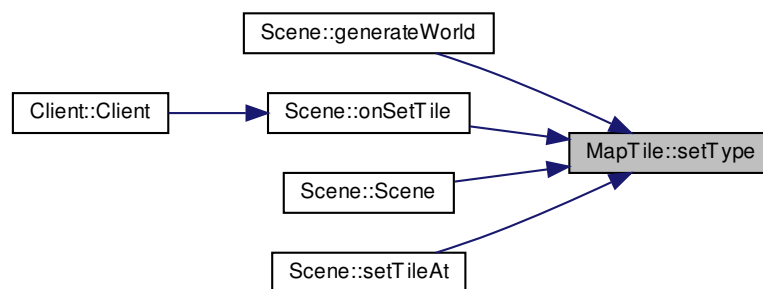 Scene::generateWorld
Client::Client
Scene::onSetTile
MapTile::setType
Scene::Scene
Scene::setTileAt